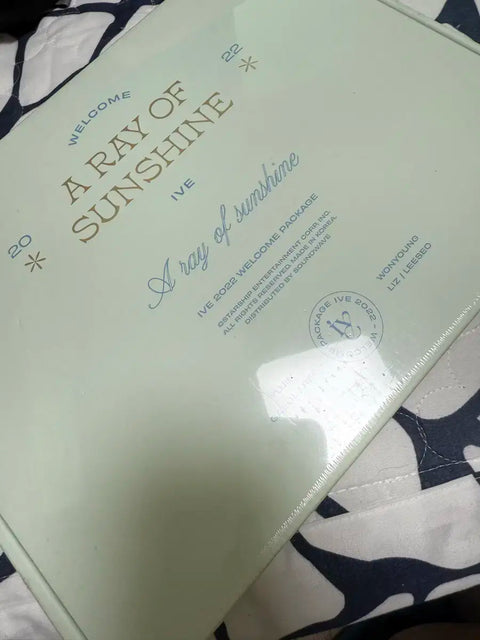 WELCOME
20 22
A RAY OF
SUNSHINE
IVE
A ray of sunshine
IVE 2022 WELCOME PACKAGE
©STARSHIP ENTERTAINMENT CORP. INC.
ALL RIGHTS RESERVED. MADE IN KOREA.
DISTRIBUTED BY SOUNDWAVE
PACKAGE IVE 2022 - WELCOME
WONYOUNG
LIZ / LEESEO